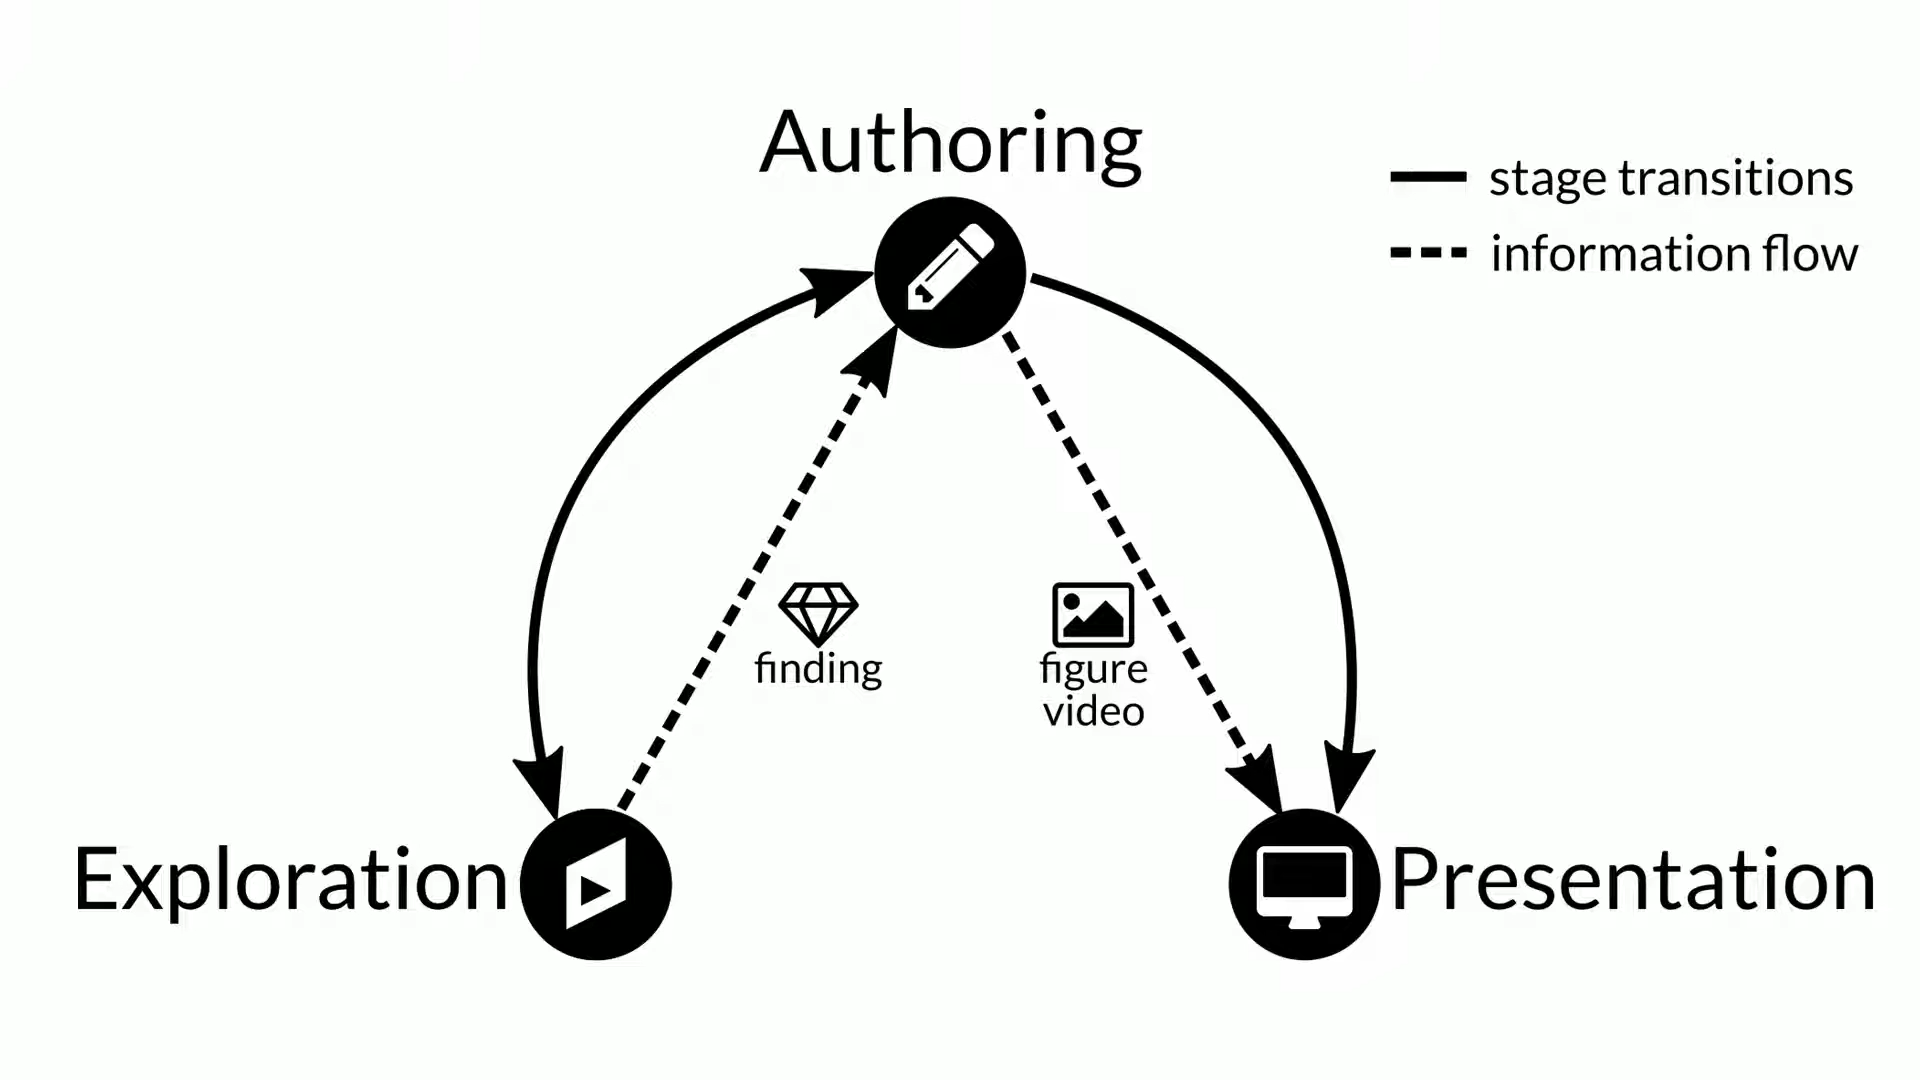 Authoring
stage transitions
information flow
finding
figure
video
Exploration
Presentation